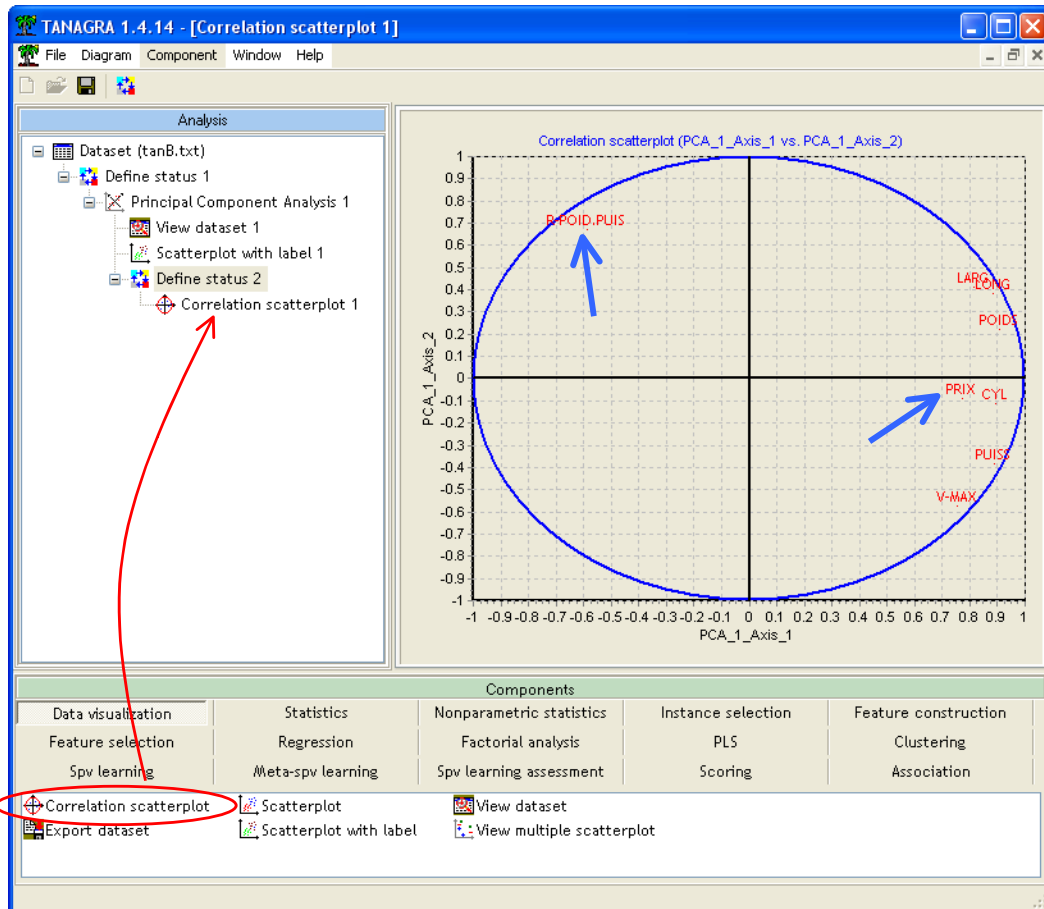 TANAGRA 1.4.14 - [Correlation scatterplot 1]
File Diagram Component Window Help
Analysis
Dataset (tanB.txt)
Define status 1
Principal Component Analysis 1
View dataset 1
Scatterplot with label 1
Define status 2
Correlation scatterplot 1
Correlation scatterplot (PCA_1_Axis_1 vs. PCA_1_Axis_2)
1
0.9
0.8
0.7
0.6
0.5
0.4
0.3
0.2
0.1
0
-0.1
-0.2
-0.3
-0.4
-0.5
-0.6
-0.7
-0.8
-0.9
-1
PCA_1_Axis_2
R-POID.PUIS
LARG
LONG
POIDS
PRIX
CYL
PUISS
V-MAX
-1 -0.9 -0.8 -0.7 -0.6 -0.5 -0.4 -0.3 -0.2 -0.1 0 0.1 0.2 0.3 0.4 0.5 0.6 0.7 0.8 0.9 1
PCA_1_Axis_1
Components
Data visualization Statistics Nonparametric statistics Instance selection Feature construction
Feature selection Regression Factorial analysis PLS Clustering
Spv learning Meta-spv learning Spv learning assessment Scoring Association
Correlation scatterplot Scatterplot View dataset
Export dataset Scatterplot with label View multiple scatterplot